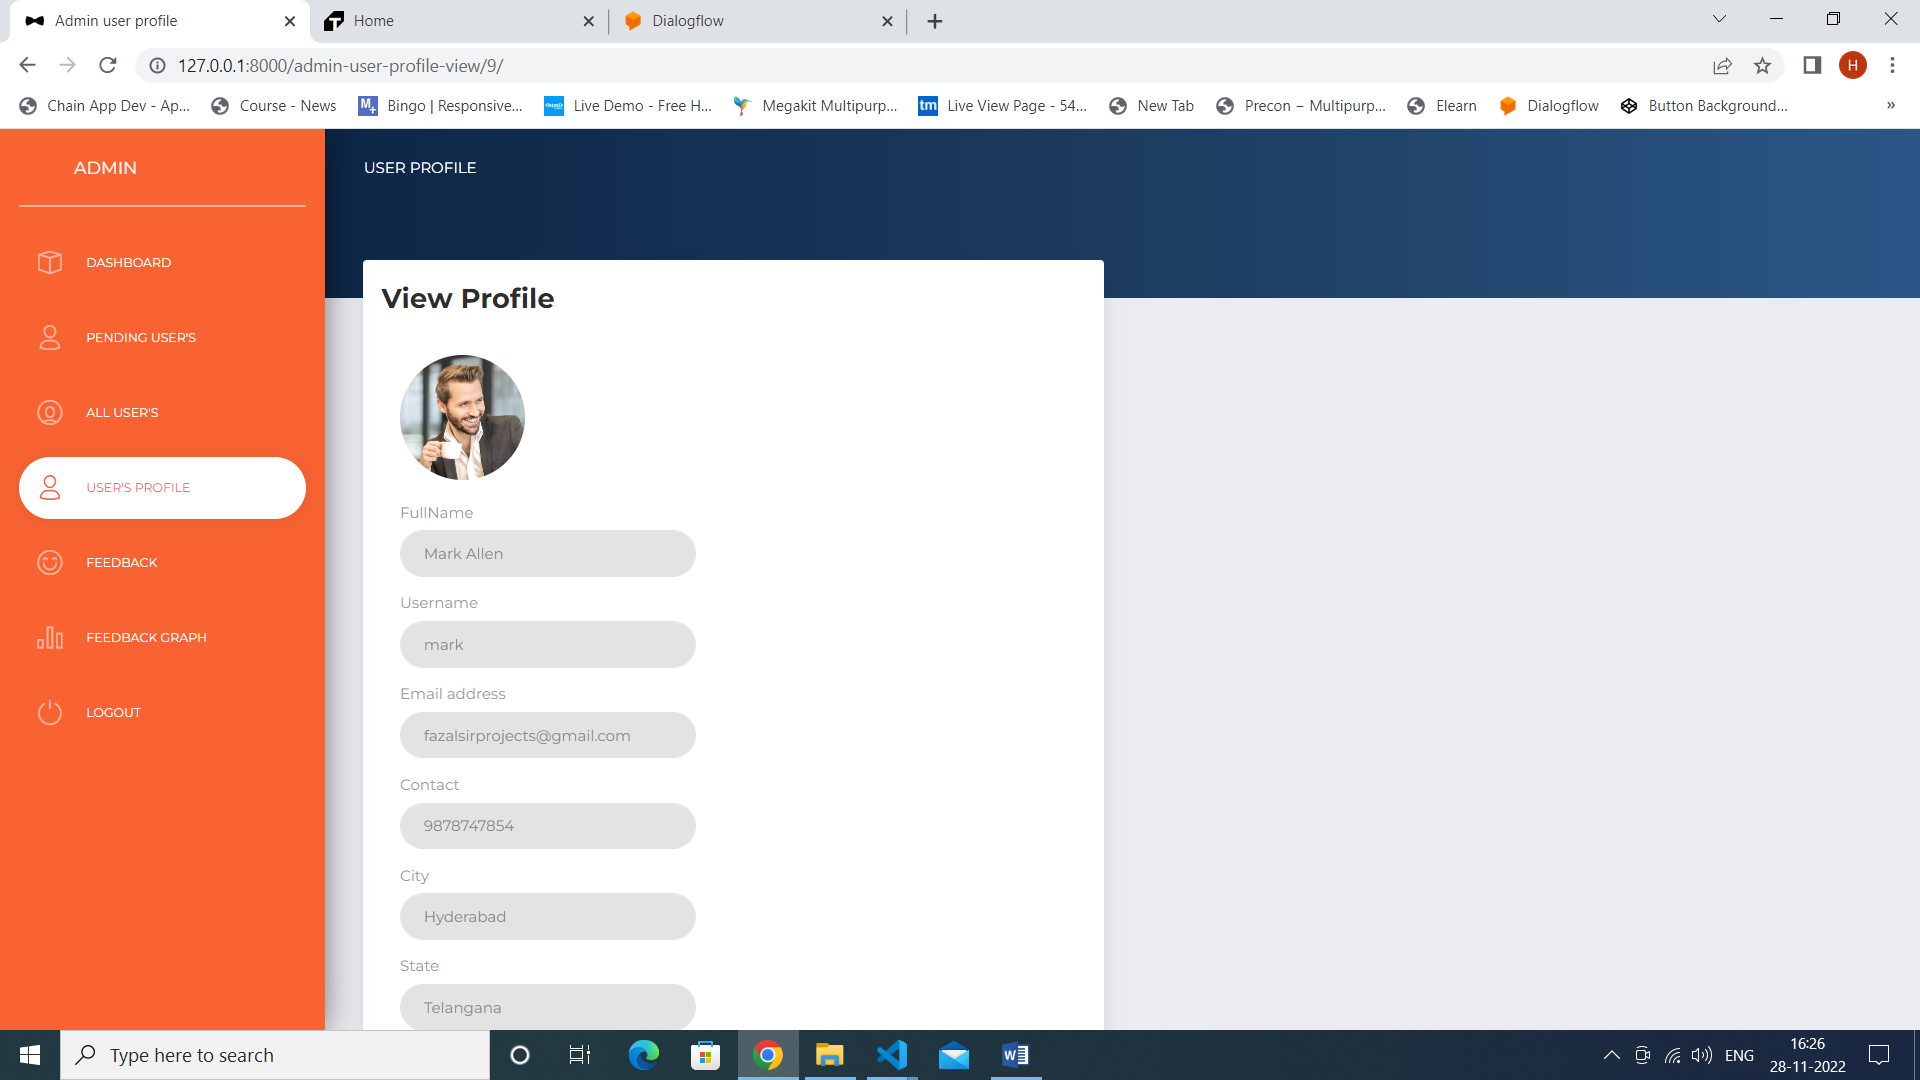 Admin user profile
Home
Dialogflow
127.0.0.1:8000/admin-user-profile-view/9/
H
Chain App Dev - Ap...
Course - News
M+
Bingo | Responsive...
Live Demo - Free H...
Megakit Multipurp...
tm
Live View Page - 54...
New Tab
Precon – Multipurp...
Elearn
Dialogflow
Button Background...
»
ADMIN
DASHBOARD
PENDING USER'S
ALL USER'S
USER'S PROFILE
FEEDBACK
FEEDBACK GRAPH
LOGOUT
USER PROFILE
View Profile
FullName
Mark Allen
Username
mark
Email address
fazalsirprojects@gmail.com
Contact
9878747854
City
Hyderabad
State
Telangana
Type here to search
W
ENG
16:26
28-11-2022